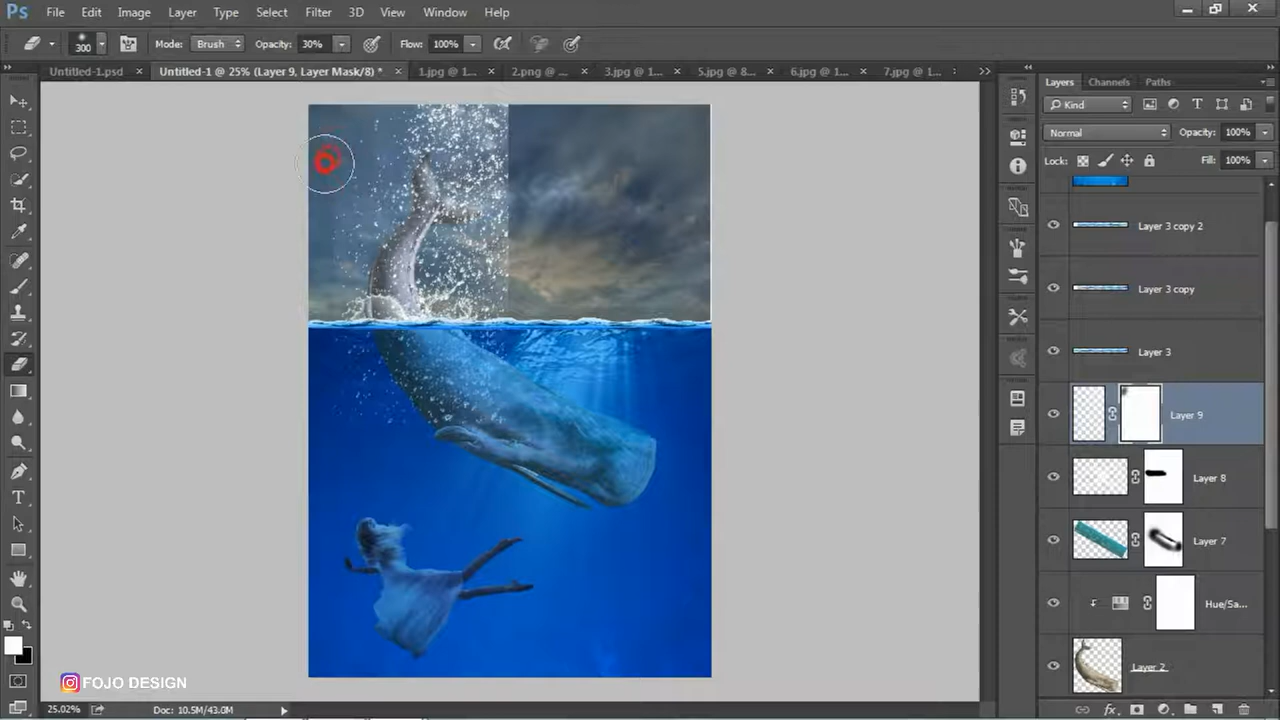 Ps File Edit Image Layer Type Select Filter 3D View Window Help
300 Mode: Brush Opacity: 30% Flow: 100%
Untitled-1.psd × Untitled-1 @ 25% (Layer 9, Layer Mask/8) * × 1.jpg @ 1... × 2.png @ ... × 3.jpg @ 1... × 5.jpg @ 8... × 6.jpg @ 1... × 7.jpg @ 1...
Layers Channels Paths
Kind
Normal Opacity: 100%
Lock: Fill: 100%
Layer 3 copy 2
Layer 3 copy
Layer 3
Layer 9
Layer 8
Layer 7
Hue/Sa...
Layer 2
FOJO DESIGN
25.02% Doc: 10.5M/43.0M